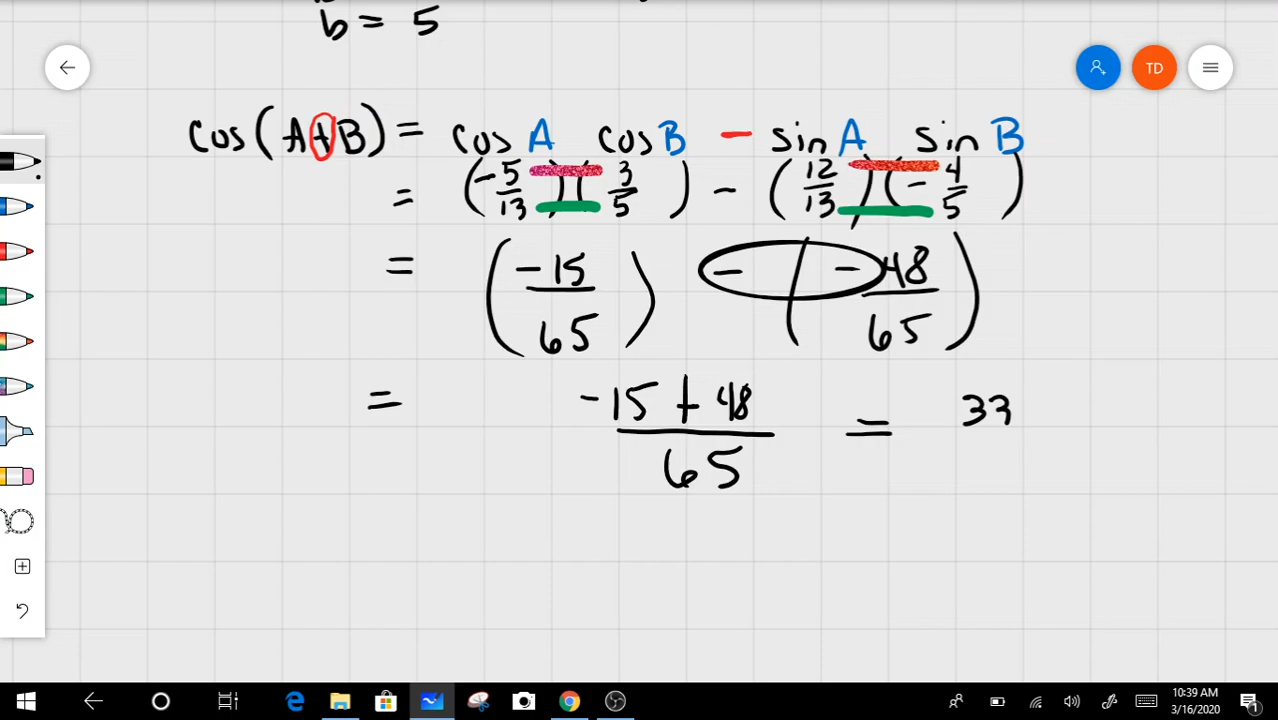 b = 5
TD
cos(A+B) = cos A cos B - sin A sin B
= (-5/13)(3/5) - (12/13)(-4/5)
= (-15/65) - (-48/65)
= -15 + 48/65 = 33
10:39 AM
3/16/2020